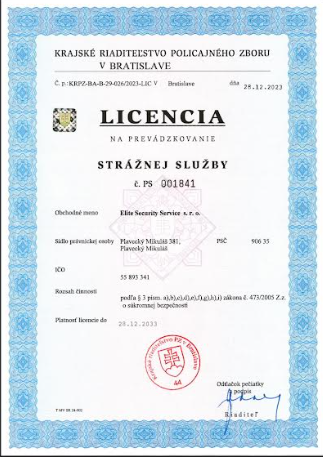 KRAJSKÉ RIADITEĽSTVO POLICAJNÉHO ZBORU
V BRATISLAVE
Č. p.: KRPZ-BA-B-29-026/2023-LIC V Bratislave dňa 28.12.2023
LICENCIA
NA PREVÁDZKOVANIE
STRÁŽNEJ SLUŽBY
č. PS 001841
Obchodné meno Elite Security Service s. r. o.
Sídlo právnickej osoby Plavecký Mikuláš 381, PSČ 906 35
Plavecký Mikuláš
IČO 55 893 341
Rozsah činnosti podľa § 3 písm. a),b),c),d),e),f),g),h),i) zákona č. 473/2005 Z.z.
o súkromnej bezpečnosti
Platnosť licencie do 28.12.2033
Odtlačok pečiatky
a podpis
Riaditeľ